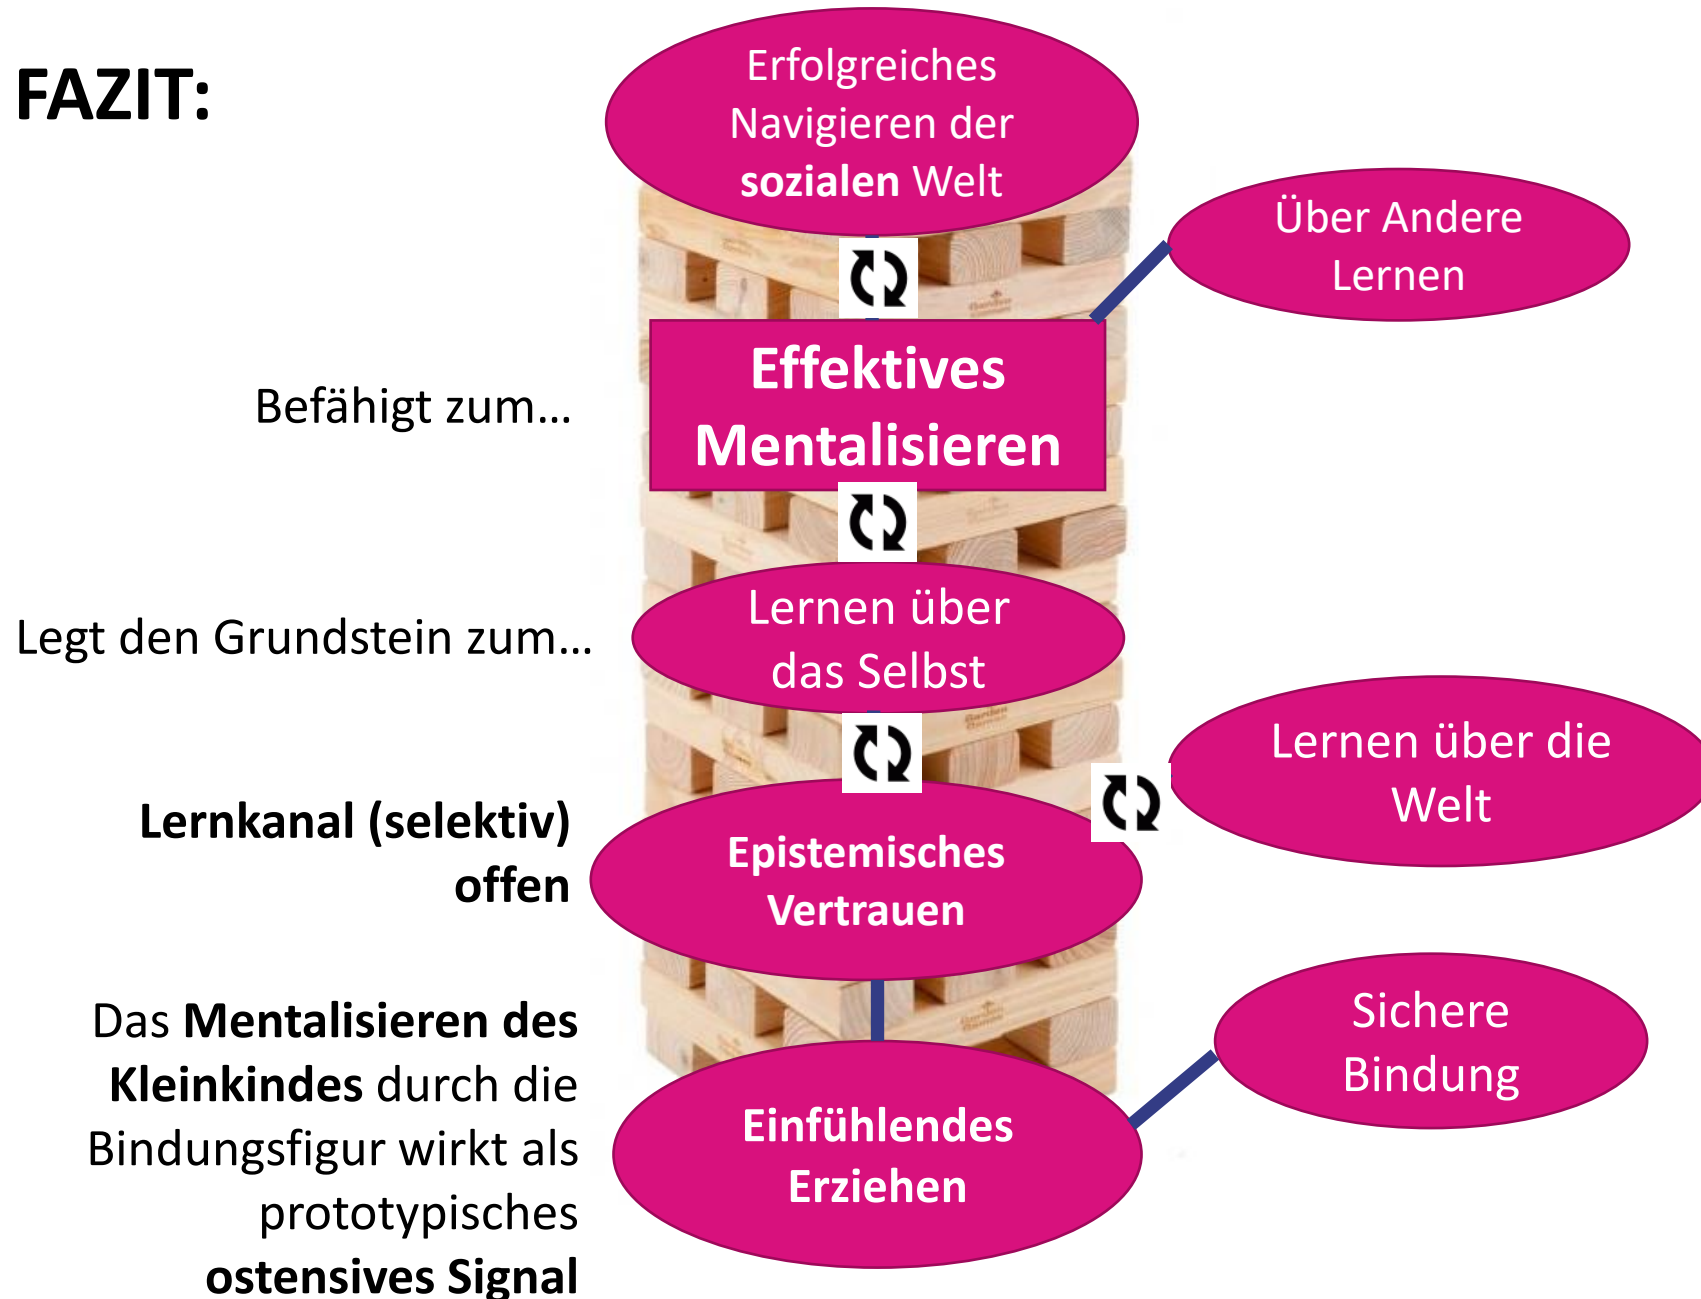 FAZIT:
Erfolgreiches
Navigieren der
sozialen Welt
Über Andere
Lernen
Befähigt zum...
Effektives
Mentalisieren
Legt den Grundstein zum...
Lernen über
das Selbst
Lernen über die
Welt
Lernkanal (selektiv)
offen
Epistemisches
Vertrauen
Das Mentalisieren des
Kleinkindes durch die
Bindungsfigur wirkt als
prototypisches
ostensives Signal
Einfühlendes
Erziehen
Sichere
Bindung
Garden
Games